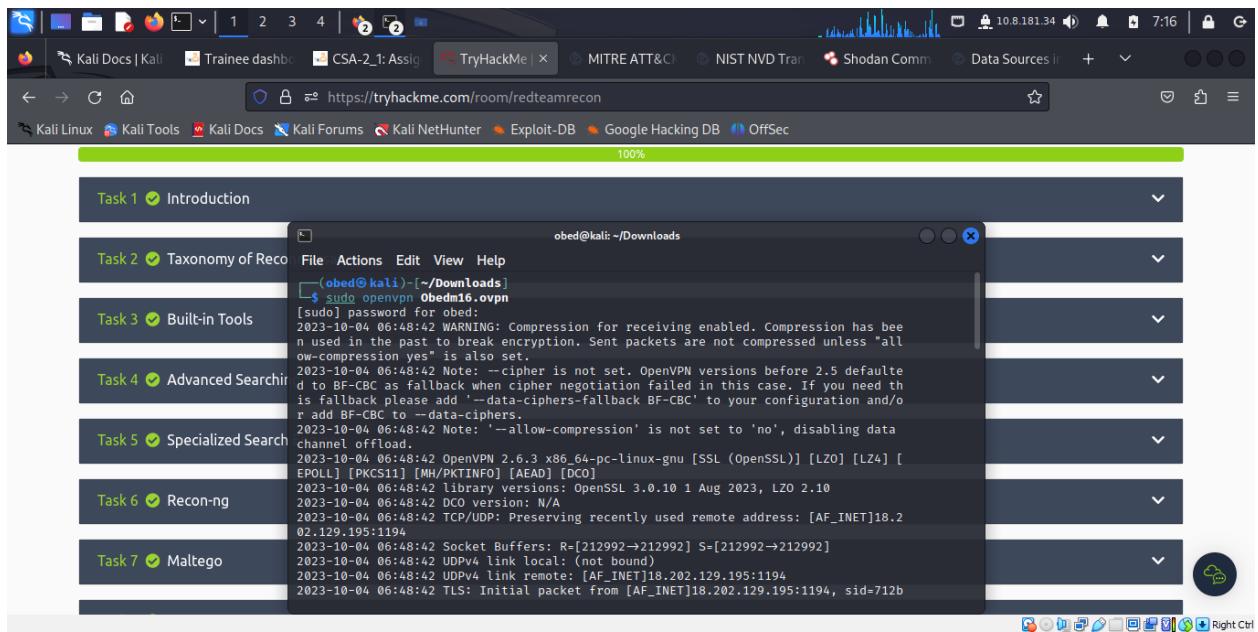 1 2 3 4 2 2 10.8.181.34 7:16
Kali Docs | Kali Trainee dashbo CSA-2_1: Assig TryHackMe | × MITRE ATT&C NIST NVD Tran Shodan Comm Data Sources i
https://tryhackme.com/room/redteamrecon
Kali Linux Kali Tools Kali Docs Kali Forums Kali NetHunter Exploit-DB Google Hacking DB OffSec
100%
Task 1 Introduction
Task 2 Taxonomy of Reco
Task 3 Built-in Tools
Task 4 Advanced Searchin
Task 5 Specialized Search
Task 6 Recon-ng
Task 7 Maltego
obed@kali: ~/Downloads
File Actions Edit View Help
┌──(obed㉿kali)-[~/Downloads]
└─$ sudo openvpn Obedm16.ovpn
[sudo] password for obed:
2023-10-04 06:48:42 WARNING: Compression for receiving enabled. Compression has bee
n used in the past to break encryption. Sent packets are not compressed unless "all
ow-compression yes" is also set.
2023-10-04 06:48:42 Note: --cipher is not set. OpenVPN versions before 2.5 defaulte
d to BF-CBC as fallback when cipher negotiation failed in this case. If you need th
is fallback please add '--data-ciphers-fallback BF-CBC' to your configuration and/o
r add BF-CBC to --data-ciphers.
2023-10-04 06:48:42 Note: '--allow-compression' is not set to 'no', disabling data
channel offload.
2023-10-04 06:48:42 OpenVPN 2.6.3 x86_64-pc-linux-gnu [SSL (OpenSSL)] [LZO] [LZ4] [
EPOLL] [PKCS11] [MH/PKTINFO] [AEAD] [DCO]
2023-10-04 06:48:42 library versions: OpenSSL 3.0.10 1 Aug 2023, LZO 2.10
2023-10-04 06:48:42 DCO version: N/A
2023-10-04 06:48:42 TCP/UDP: Preserving recently used remote address: [AF_INET]18.2
02.129.195:1194
2023-10-04 06:48:42 Socket Buffers: R=[212992→212992] S=[212992→212992]
2023-10-04 06:48:42 UDPv4 link local: (not bound)
2023-10-04 06:48:42 UDPv4 link remote: [AF_INET]18.202.129.195:1194
2023-10-04 06:48:42 TLS: Initial packet from [AF_INET]18.202.129.195:1194, sid=712b
Right Ctrl